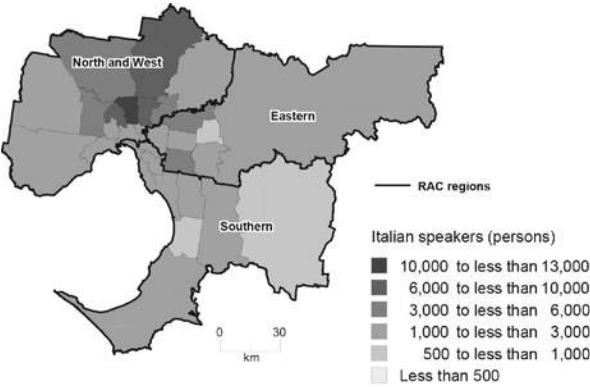 North and West
Eastern
Southern
RAC regions
Italian speakers (persons)
10,000 to less than 13,000
6,000 to less than 10,000
3,000 to less than 6,000
1,000 to less than 3,000
500 to less than 1,000
Less than 500
0 30
km